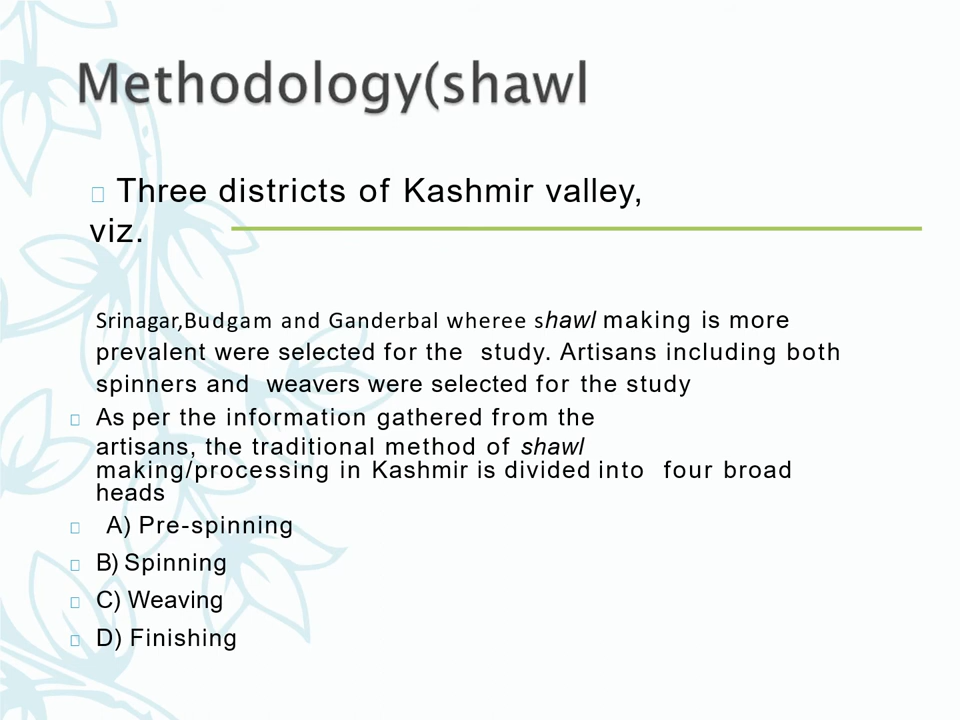 Methodology(shawl
Three districts of Kashmir valley,
viz.
Srinagar,Budgam and Ganderbal wheree shawl making is more
prevalent were selected for the study. Artisans including both
spinners and weavers were selected for the study
As per the information gathered from the
artisans, the traditional method of shawl
making/processing in Kashmir is divided into four broad
heads
A) Pre-spinning
B) Spinning
C) Weaving
D) Finishing